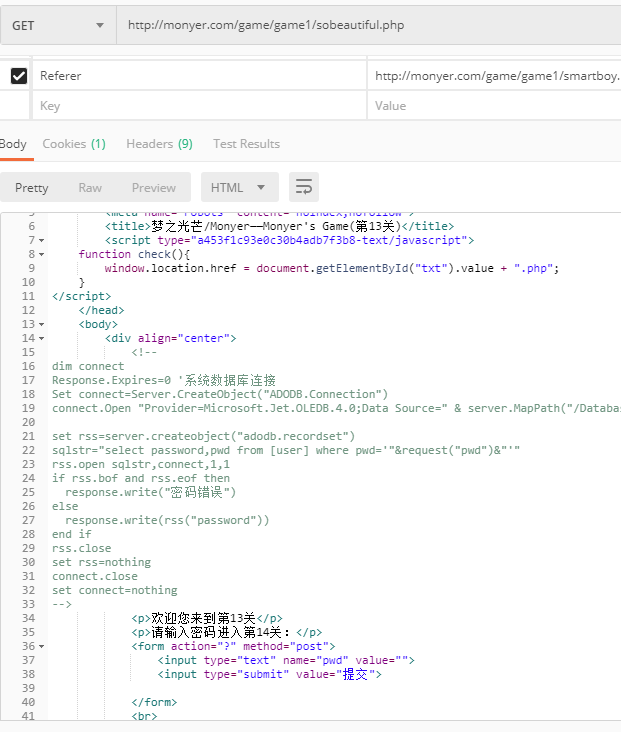 GET http://monyer.com/game/game1/sobeautiful.php
Referer http://monyer.com/game/game1/smartboy.
Key Value
Body Cookies (1) Headers (9) Test Results
Pretty Raw Preview HTML
5 <meta name="robots" content="noindex,nofollow">
6 <title>梦之光芒/Monyer——Monyer's Game(第13关)</title>
7 <script type="a453f1c93e0c30b4adb7f3b8-text/javascript">
8 function check(){
9 window.location.href = document.getElementById("txt").value + ".php";
10 }
11 </script>
12 </head>
13 <body>
14 <div align="center">
15 <!--
16 dim connect
17 Response.Expires=0 '系统数据库连接
18 Set connect=Server.CreateObject("ADODB.Connection")
19 connect.Open "Provider=Microsoft.Jet.OLEDB.4.0;Data Source=" & server.MapPath("/Databa
20
21 set rss=server.createobject("adodb.recordset")
22 sqlstr="select password,pwd from [user] where pwd='"&request("pwd")&"'"
23 rss.open sqlstr,connect,1,1
24 if rss.bof and rss.eof then
25 response.write("密码错误")
26 else
27 response.write(rss("password"))
28 end if
29 rss.close
30 set rss=nothing
31 connect.close
32 set connect=nothing
33 -->
34 <p>欢迎您来到第13关</p>
35 <p>请输入密码进入第14关：</p>
36 <form action="?" method="post">
37 <input type="text" name="pwd" value="">
38 <input type="submit" value="提交">
39
40 </form>
41 <br>